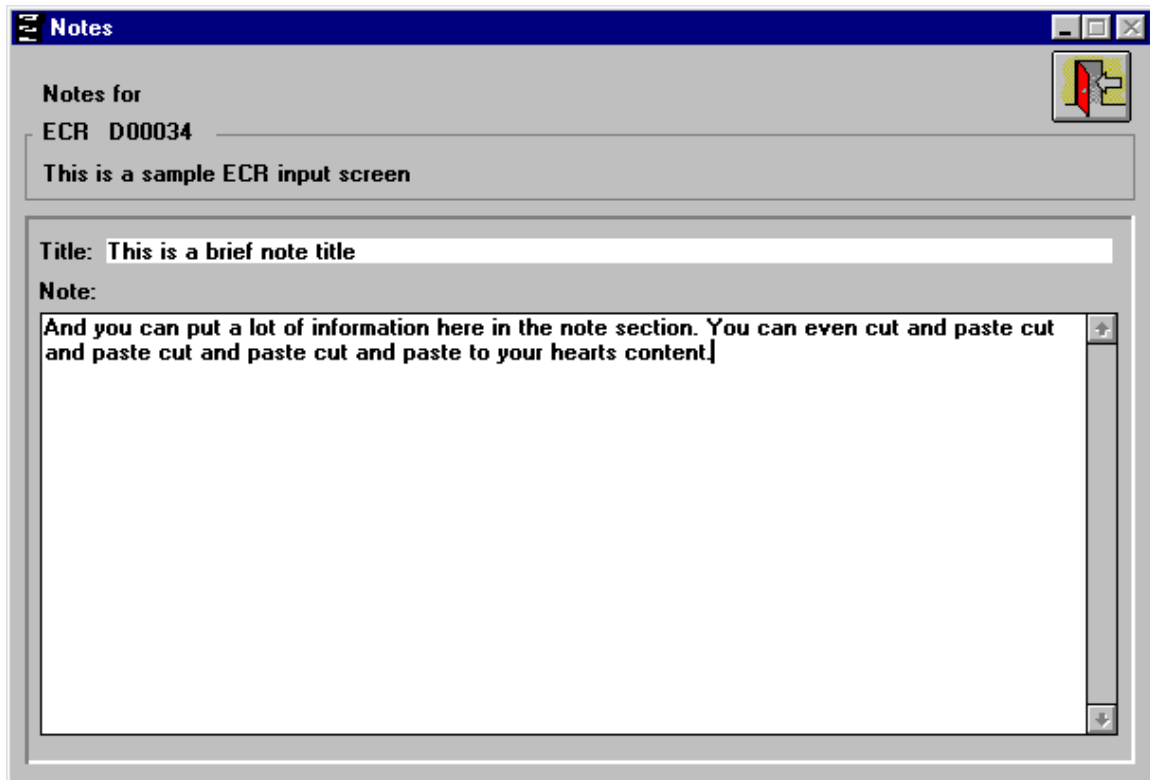 Notes
Notes for
ECR D00034
This is a sample ECR input screen
Title: This is a brief note title
Note:
And you can put a lot of information here in the note section. You can even cut and paste cut
and paste cut and paste cut and paste to your hearts content.